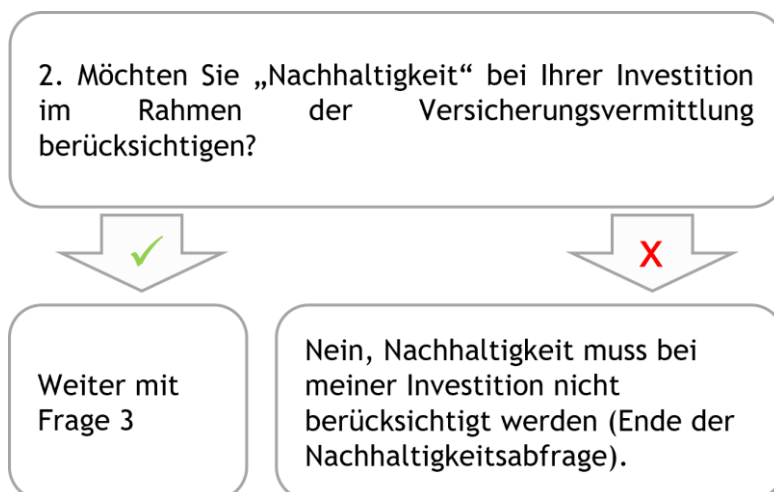 2. Möchten Sie „Nachhaltigkeit“ bei Ihrer Investition
im Rahmen der Versicherungsvermittlung
berücksichtigen?
✓
X
Weiter mit
Frage 3
Nein, Nachhaltigkeit muss bei
meiner Investition nicht
berücksichtigt werden (Ende der
Nachhaltigkeitsabfrage).